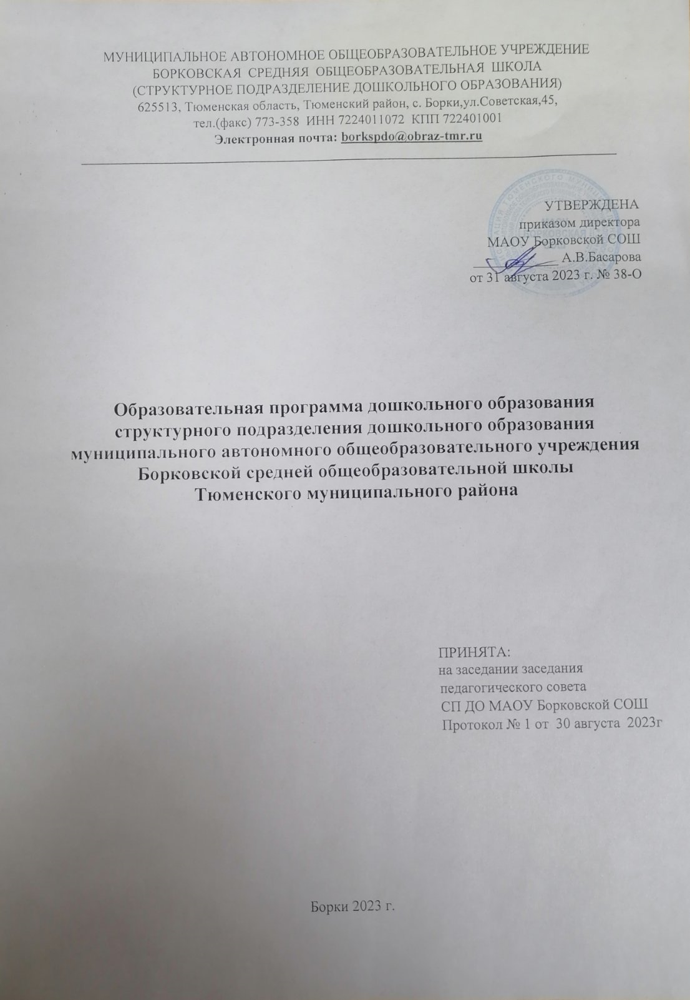 МУНИЦИПАЛЬНОЕ АВТОНОМНОЕ ОБЩЕОБРАЗОВАТЕЛЬНОЕ УЧРЕЖДЕНИЕ
БОРКОВСКАЯ СРЕДНЯЯ ОБЩЕОБРАЗОВАТЕЛЬНАЯ ШКОЛА
(СТРУКТУРНОЕ ПОДРАЗДЕЛЕНИЕ ДОШКОЛЬНОГО ОБРАЗОВАНИЯ)
625513, Тюменская область, Тюменский район, с. Борки,ул.Советская,45,
тел.(факс) 773-358 ИНН 7224011072 КПП 722401001
Электронная почта: borkspdo@obraz-tmr.ru
УТВЕРЖДЕНА
приказом директора
МАОУ Борковской СОШ
А.В.Басарова
от 31 августа 2023 г. № 38-О
Образовательная программа дошкольного образования
структурного подразделения дошкольного образования
муниципального автономного общеобразовательного учреждения
Борковской средней общеобразовательной школы
Тюменского муниципального района
ПРИНЯТА:
на заседании заседания
педагогического совета
СП ДО МАОУ Борковской СОШ
Протокол № 1 от 30 августа 2023г
Борки 2023 г.